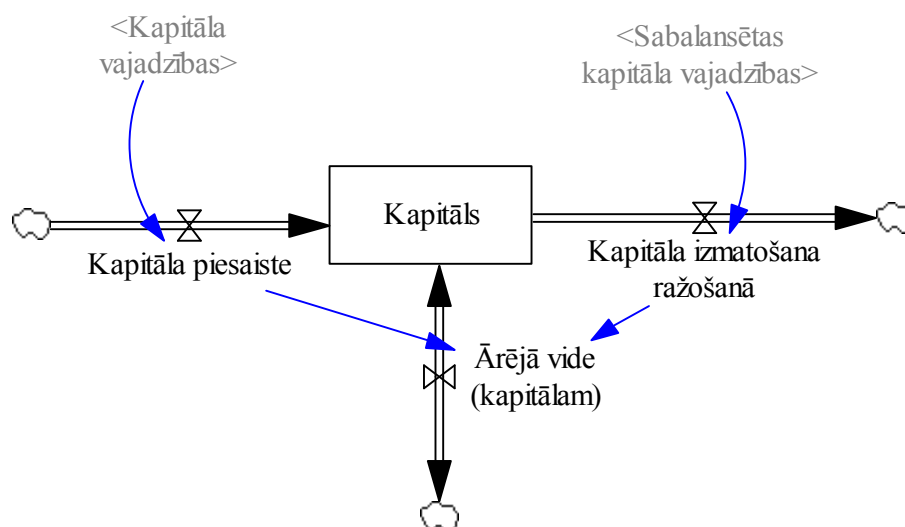 <Kapitāla
vajadzības>
<Sabalansētas
kapitāla vajadzības>
Kapitāls
Kapitāla piesaiste
Kapitāla izmatošana
ražošanā
Ārējā vide
(kapitālam)